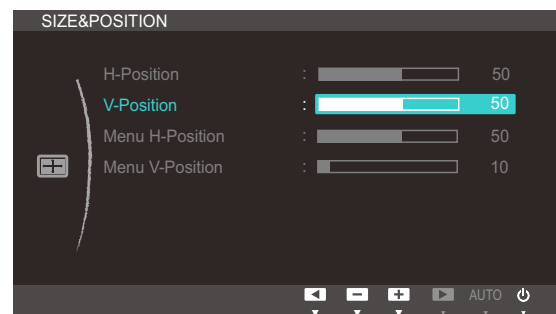 SIZE&POSITION
H-Position : 50
V-Position : 50
Menu H-Position : 50
Menu V-Position : 10
AUTO